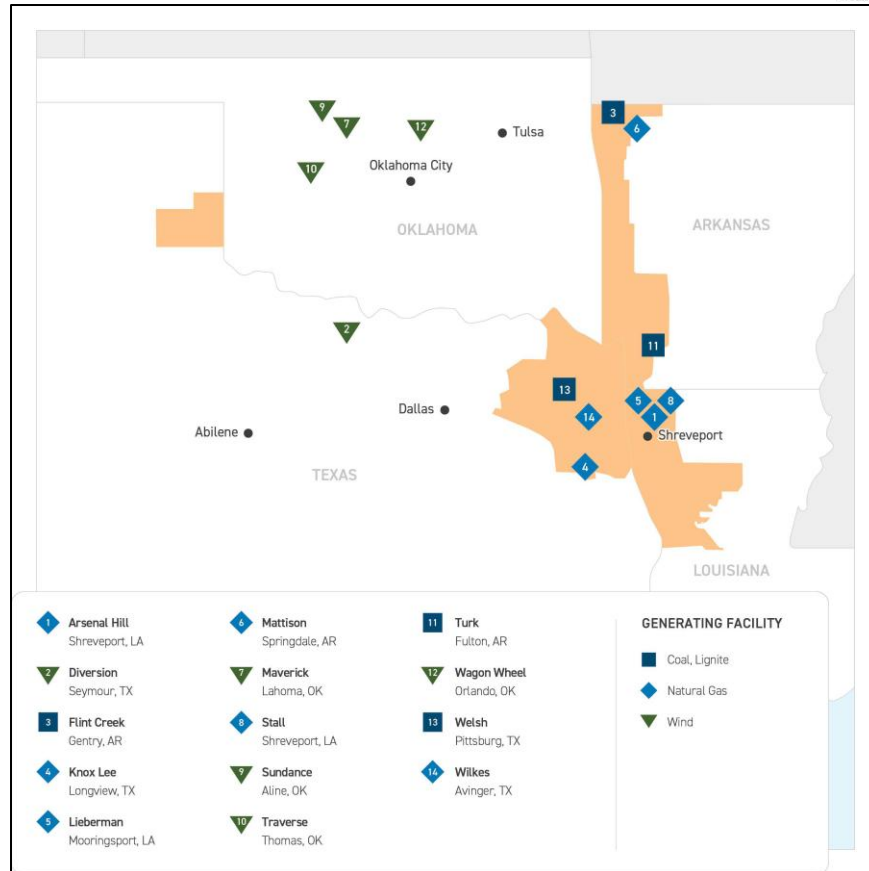 9
7
12
3
6
Tulsa
10
Oklahoma City
OKLAHOMA
ARKANSAS
2
11
13
5
8
Dallas
14
1
Abilene
Shreveport
4
TEXAS
LOUISIANA
1 Arsenal Hill
Shreveport, LA
2 Diversion
Seymour, TX
3 Flint Creek
Gentry, AR
4 Knox Lee
Longview, TX
5 Lieberman
Mooringsport, LA
6 Mattison
Springdale, AR
7 Maverick
Lahoma, OK
8 Stall
Shreveport, LA
9 Sundance
Aline, OK
10 Traverse
Thomas, OK
11 Turk
Fulton, AR
12 Wagon Wheel
Orlando, OK
13 Welsh
Pittsburg, TX
14 Wilkes
Avinger, TX
GENERATING FACILITY
Coal, Lignite
Natural Gas
Wind